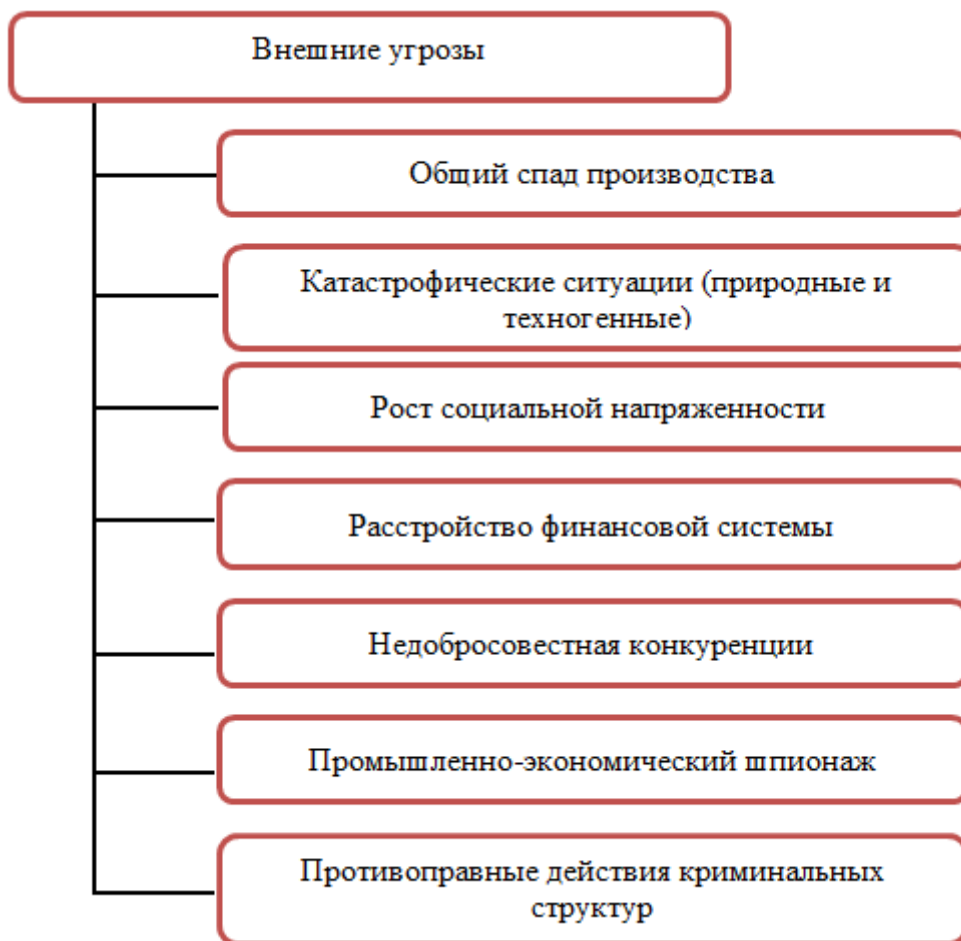 Внешние угрозы
Общий спад производства
Катастрофические ситуации (природные и
техногенные)
Рост социальной напряженности
Расстройство финансовой системы
Недобросовестная конкуренции
Промышленно-экономический шпионаж
Противоправные действия криминальных
структур